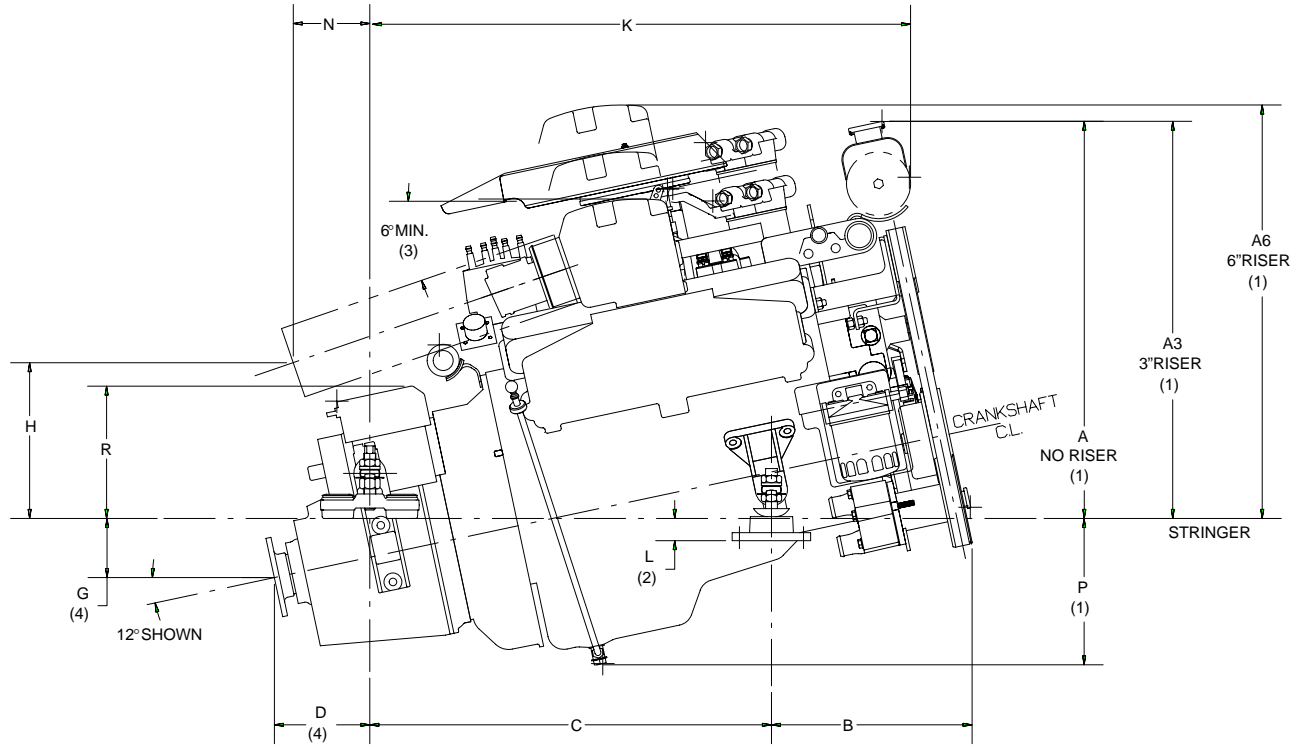 N
K
6°MIN.
(3)
A6
6"RISER
(1)
A3
3"RISER
(1)
A
NO RISER
(1)
H
R
CRANKSHAFT
C.L.
STRINGER
L
(2)
G
(4)
P
(1)
12°SHOWN
D
(4)
C
B